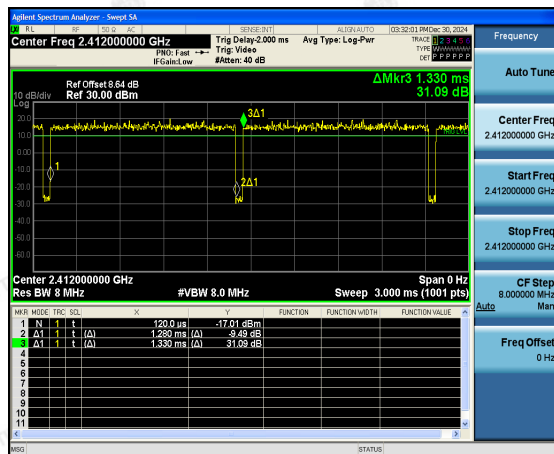 Agilent Spectrum Analyzer - Swept SA
RL RF 50 Ω AC SENSE:INT ALIGNAUTO 03:32:01 PM Dec 30, 2024
Center Freq 2.412000000 GHz
PNO: Fast
IFGain:Low
Trig Delay-2.000 ms
Trig: Video
#Atten: 40 dB
Avg Type: Log-Pwr
TRACE 1 2 3 4 5 6
TYPE WWWWWW
DET P P P P P P
ΔMkr3 1.330 ms
31.09 dB
Ref Offset 8.64 dB
Ref 30.00 dBm
10 dB/div
Log
20.0
10.0
0.00
-10.0
-20.0
-30.0
-40.0
-50.0
-60.0
3Δ1
1
2Δ1
Center 2.412000000 GHz
Span 0 Hz
Res BW 8 MHz
#VBW 8.0 MHz
Sweep 3.000 ms (1001 pts)
MKR MODE TRC SCL X Y FUNCTION FUNCTION WIDTH FUNCTION VALUE
1 N 1 t 120.0 us -17.01 dBm
2 Δ1 1 t (Δ) 1.280 ms (Δ) -9.49 dB
3 Δ1 1 t (Δ) 1.330 ms (Δ) 31.09 dB
4
5
6
7
8
9
10
11
MSG
STATUS
Frequency
Auto Tune
Center Freq
2.412000000 GHz
Start Freq
2.412000000 GHz
Stop Freq
2.412000000 GHz
CF Step
8.000000 MHz
Auto Man
Freq Offset
0 Hz